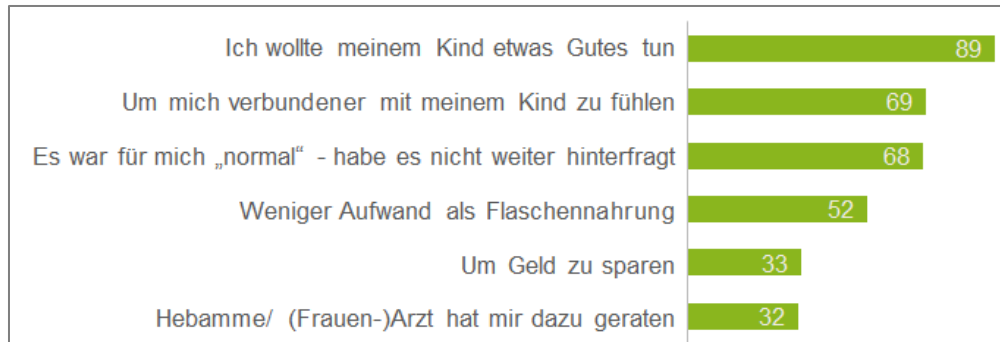 Ich wollte meinem Kind etwas Gutes tun 89
Um mich verbundener mit meinem Kind zu fühlen 69
Es war für mich „normal“ - habe es nicht weiter hinterfragt 68
Weniger Aufwand als Flaschennahrung 52
Um Geld zu sparen 33
Hebamme/ (Frauen-)Arzt hat mir dazu geraten 32